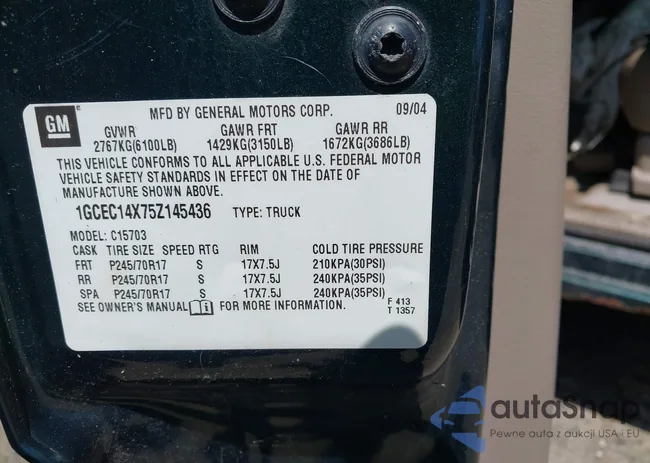 GM
MFD BY GENERAL MOTORS CORP. 09/04
GVWR GAWR FRT GAWR RR
2767KG(6100LB) 1429KG(3150LB) 1672KG(3686LB)
THIS VEHICLE CONFORMS TO ALL APPLICABLE U.S. FEDERAL MOTOR
VEHICLE SAFETY STANDARDS IN EFFECT ON THE DATE OF
MANUFACTURE SHOWN ABOVE.
1GCEC14X75Z145436 TYPE: TRUCK
MODEL: C15703
CASK TIRE SIZE SPEED RTG RIM COLD TIRE PRESSURE
FRT P245/70R17 S 17X7.5J 210KPA(30PSI)
RR P245/70R17 S 17X7.5J 240KPA(35PSI)
SPA P245/70R17 S 17X7.5J 240KPA(35PSI)
SEE OWNER'S MANUAL FOR MORE INFORMATION.
F 413
T 1357
autaSnap
Pewne auta z aukcji USA i EU